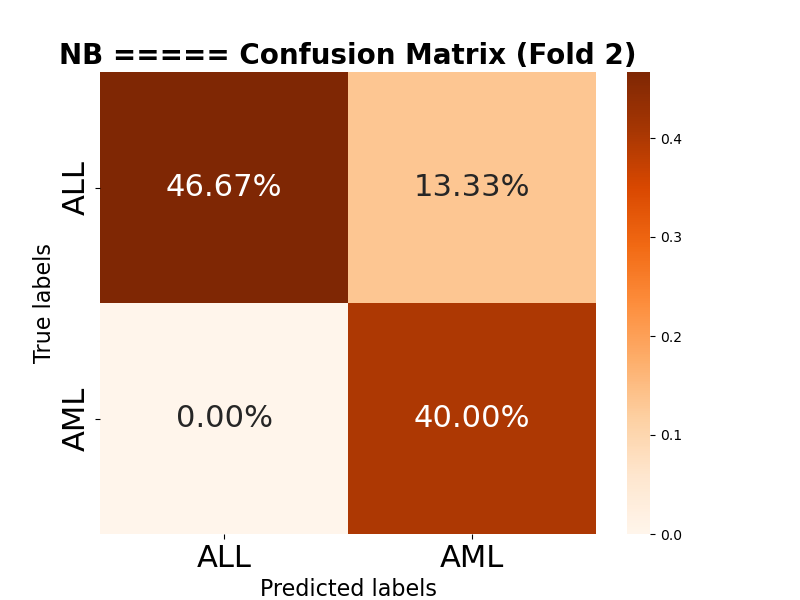 NB ===== Confusion Matrix (Fold 2)
True labels
ALL
46.67%
13.33%
AML
0.00%
40.00%
ALL
AML
Predicted labels
0.4
0.3
0.2
0.1
0.0